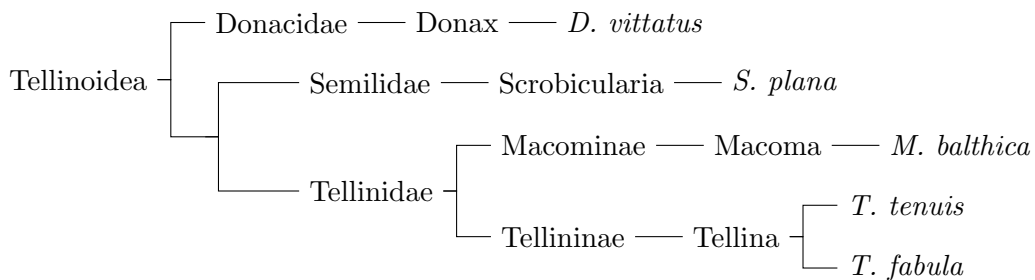 Donacidae Donax D. vittatus
Tellinoidea
Semilidae Scrobicularia S. plana
Macominae Macoma M. balthica
Tellinidae
T. tenuis
Tellininae Tellina
T. fabula